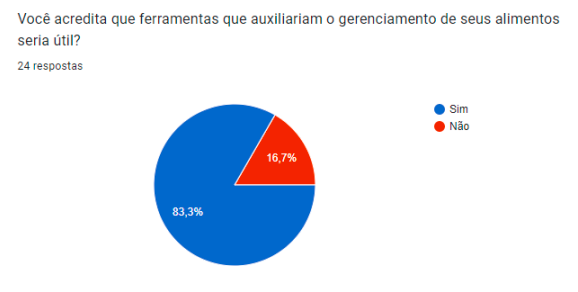 Você acredita que ferramentas que auxiliariam o gerenciamento de seus alimentos
seria útil?
24 respostas
Sim
Não
16,7%
83,3%